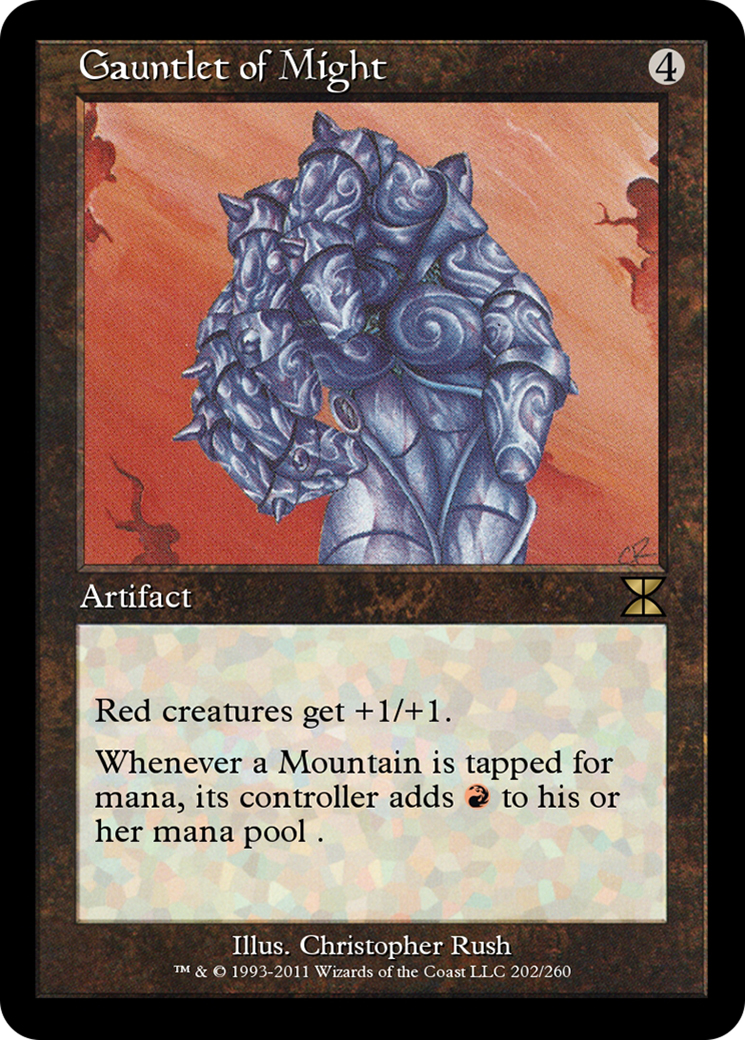 Gauntlet of Might 4
CR
Artifact
Red creatures get +1/+1.
Whenever a Mountain is tapped for
mana, its controller adds to his or
her mana pool .
Illus. Christopher Rush
™ & © 1993-2011 Wizards of the Coast LLC 202/260